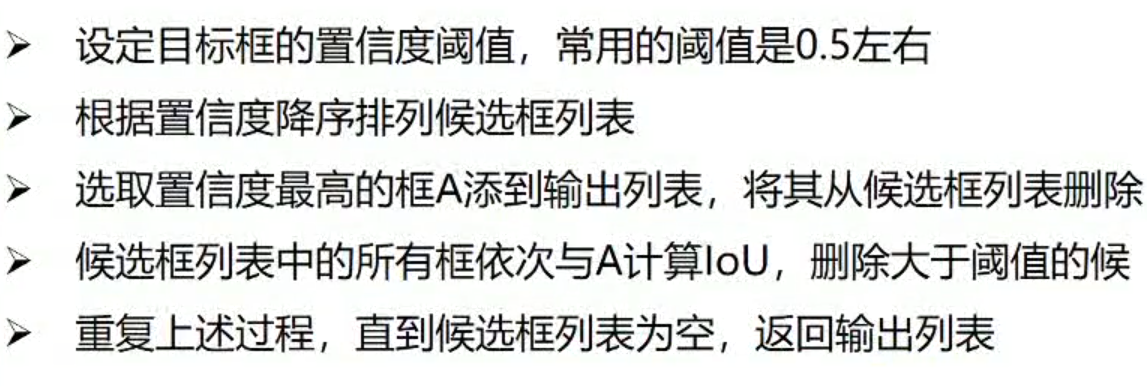 ➢ 设定目标框的置信度阈值，常用的阈值是0.5左右
➢ 根据置信度降序排列候选框列表
➢ 选取置信度最高的框A添到输出列表，将其从候选框列表删除
➢ 候选框列表中的所有框依次与A计算IoU，删除大于阈值的候
➢ 重复上述过程，直到候选框列表为空，返回输出列表